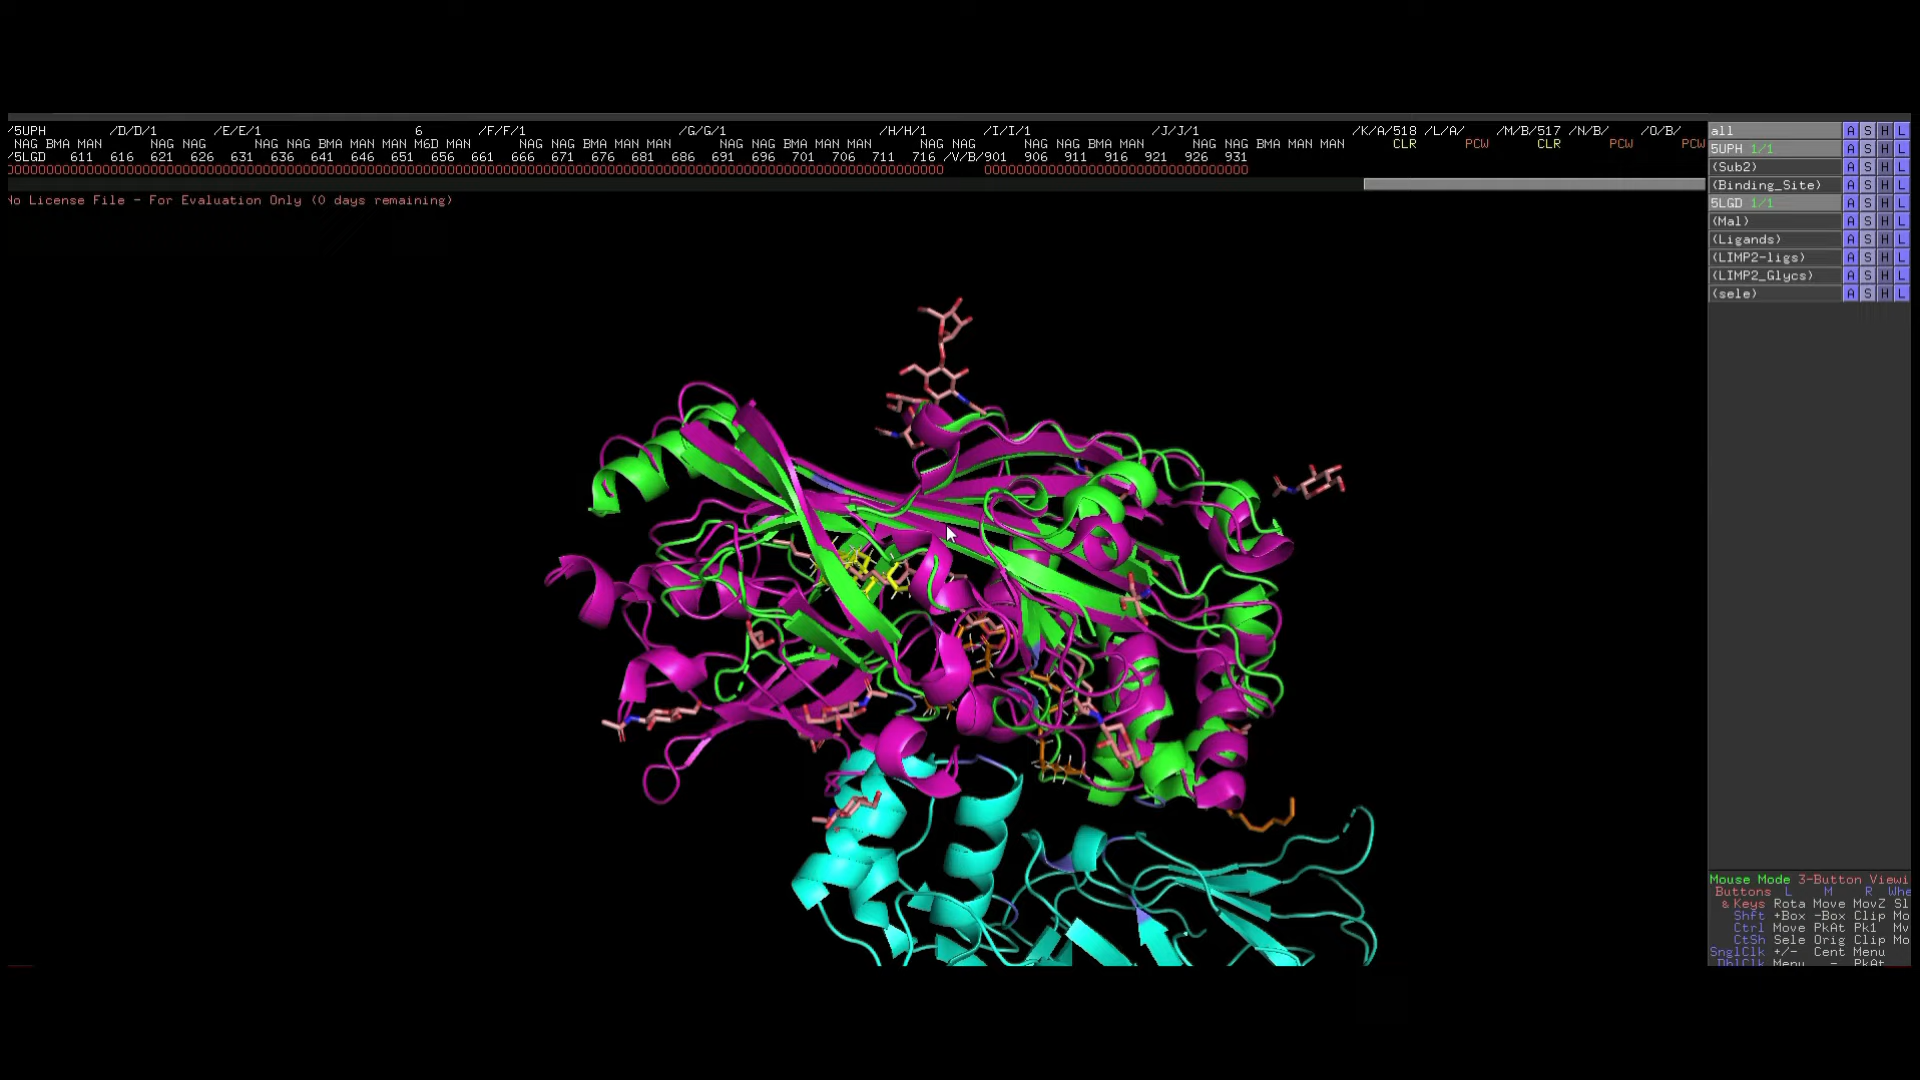 /5UPH /D/D/1 /E/E/1 6 /F/F/1 /G/G/1 /H/H/1 /I/I/1 /J/J/1 /K/A/518 /L/A/ /M/B/517 /N/B/ /O/B/
NAG BMA MAN NAG NAG NAG NAG BMA MAN MAN M6D MAN NAG NAG BMA MAN MAN NAG NAG BMA MAN MAN NAG NAG NAG NAG BMA MAN NAG NAG BMA MAN MAN CLR PCW CLR PCW PCW
/5LGD 611 616 621 626 631 636 641 646 651 656 661 666 671 676 681 686 691 696 701 706 711 716 /V/B/901 906 911 916 921 926 931
OOOOOOOOOOOOOOOOOOOOOOOOOOOOOOOOOOOOOOOOOOOOOOOOOOOOOOOOOOOOOOOOOOOOOOOOOOOOOOOOOOOOOOOOOOOOOOOOOOOOOOOOOOOOOOOO OOOOOOOOOOOOOOOOOOOOOOOOOOOOOOOO
No License File - For Evaluation Only (0 days remaining)
all A S H L
5UPH 1/1 A S H L
(Sub2) A S H L
(Binding_Site) A S H L
5LGD 1/1 A S H L
(Mal) A S H L
(Ligands) A S H L
(LIMP2-ligs) A S H L
(LIMP2_Glycs) A S H L
(sele) A S H L
Mouse Mode 3-Button Viewi
Buttons L M R Whe
& Keys Rota Move MovZ Sl
Shft +Box -Box Clip Mo
Ctrl Move PkAt Pk1 Mv
CtSh Sele Orig Clip Mo
SnglClk +/- Cent Menu
DblClk Menu - PkAt